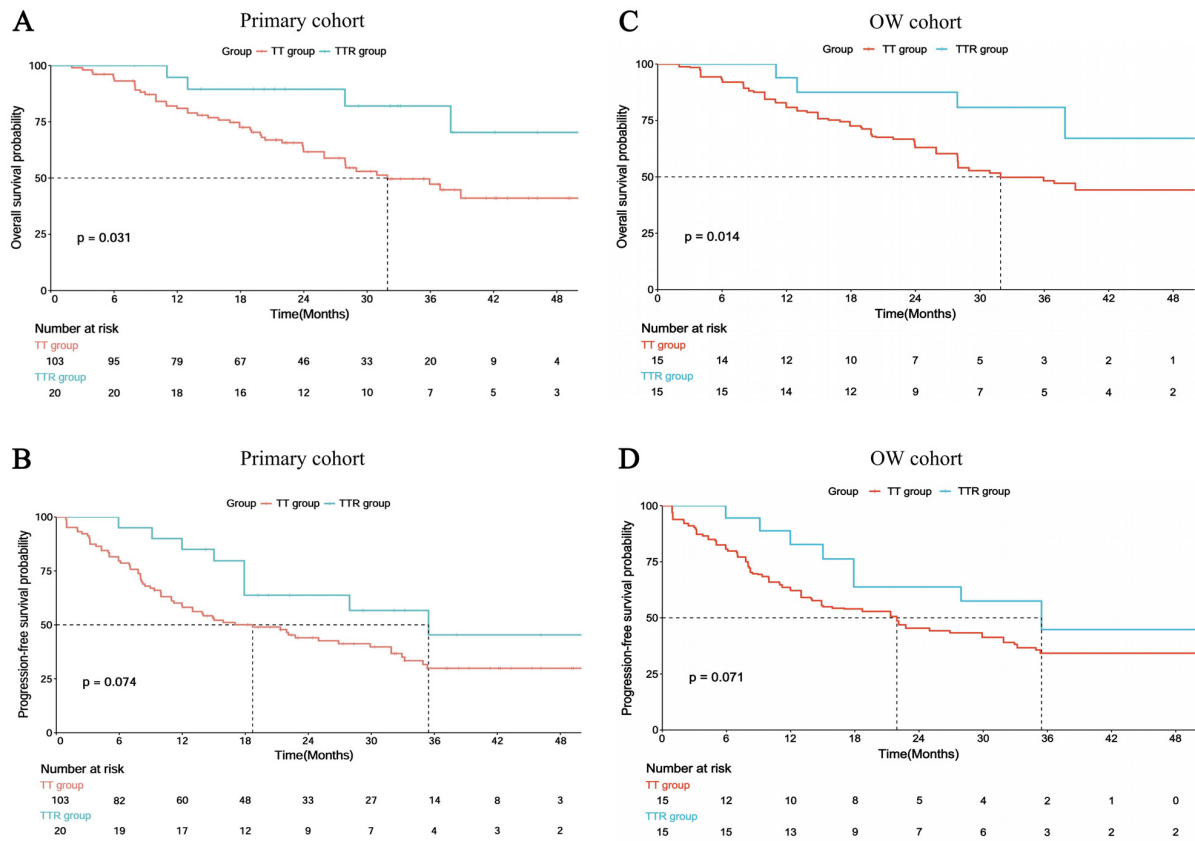 A
Primary cohort
Group TT group TTR group
Overall survival probability
100
75
50
25
0
p = 0.031
0 6 12 18 24 30 36 42 48
Time(Months)
Number at risk
TT group
103 95 79 67 46 33 20 9 4
TTR group
20 20 18 16 12 10 7 5 3
C
OW cohort
Group TT group TTR group
Overall survival probability
100
75
50
25
0
p = 0.014
0 6 12 18 24 30 36 42 48
Time(Months)
Number at risk
TT group
15 14 12 10 7 5 3 2 1
TTR group
15 15 14 12 9 7 5 4 2
B
Primary cohort
Group TT group TTR group
Progression-free survival probability
100
75
50
25
0
p = 0.074
0 6 12 18 24 30 36 42 48
Time(Months)
Number at risk
TT group
103 82 60 48 33 27 14 8 3
TTR group
20 19 17 12 9 7 4 3 2
D
OW cohort
Group TT group TTR group
Progression-free survival probability
100
75
50
25
0
p = 0.071
0 6 12 18 24 30 36 42 48
Time(Months)
Number at risk
TT group
15 12 10 8 5 4 2 1 0
TTR group
15 15 13 9 7 6 3 2 2